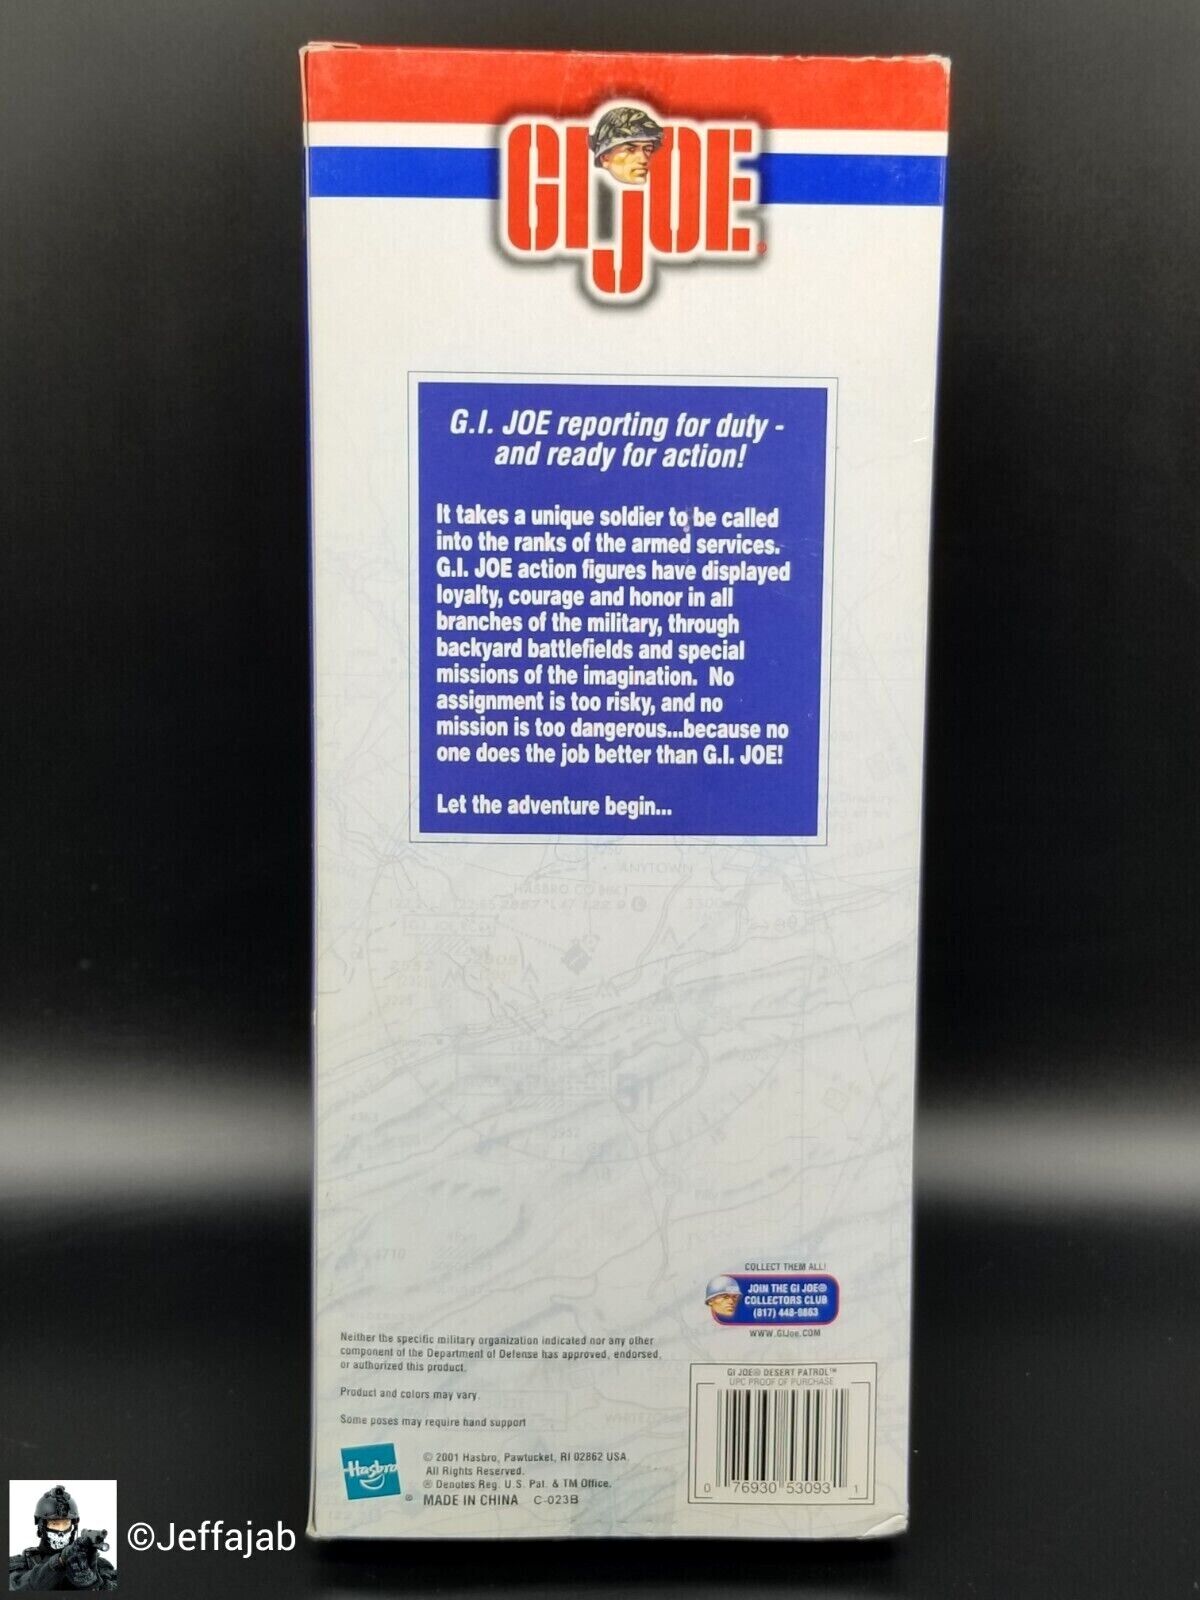 GI JOE®
G.I. JOE reporting for duty -
and ready for action!
It takes a unique soldier to be called
into the ranks of the armed services.
G.I. JOE action figures have displayed
loyalty, courage and honor in all
branches of the military, through
backyard battlefields and special
missions of the imagination. No
assignment is too risky, and no
mission is too dangerous...because no
one does the job better than G.I. JOE!
Let the adventure begin...
ANYTOWN
HASBRO CO
3300
4710
COLLECT THEM ALL!
JOIN THE GI JOE®
COLLECTORS CLUB
(817) 448-9863
WWW.GIJoe.COM
Neither the specific military organization indicated nor any other
component of the Department of Defense has approved, endorsed,
or authorized this product.
Product and colors may vary.
Some poses may require hand support
GI JOE® DESERT PATROL™
UPC PROOF OF PURCHASE
0 76930 53093 1
Hasbro
®
© 2001 Hasbro, Pawtucket, RI 02862 USA.
All Rights Reserved.
® Denotes Reg. U.S. Pat. & TM Office.
MADE IN CHINA C-023B
©Jeffajab